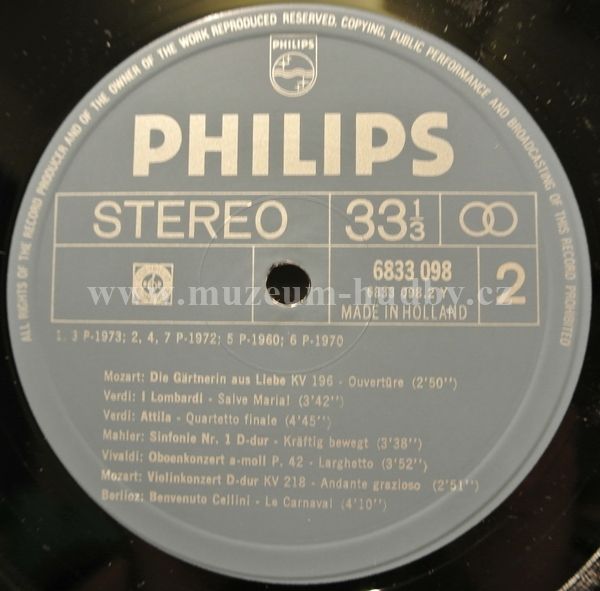 ALL RIGHTS OF THE RECORD PRODUCER AND OF THE OWNER OF THE WORK REPRODUCED RESERVED. COPYING, PUBLIC PERFORMANCE AND BROADCASTING OF THIS RECORD PROHIBITED
PHILIPS
PHILIPS
STEREO 33⅓
6833 098
6833 098.2 Y
MADE IN HOLLAND
2
www.muzeum-hudby.cz
1, 3 P-1973; 2, 4, 7 P-1972; 5 P-1960; 6 P-1970
Mozart: Die Gärtnerin aus Liebe KV 196 - Ouvertüre (2'50'')
Verdi: I Lombardi - Salve Maria! (3'42'')
Verdi: Attila - Quartetto finale (4'45'')
Mahler: Sinfonie Nr. 1 D-dur - Kräftig bewegt (3'38'')
Vivaldi: Oboenkonzert a-moll P. 42 - Larghetto (3'52'')
Mozart: Violinkonzert D-dur KV 218 - Andante grazioso (2'51'')
Berlioz: Benvenuto Cellini - Le Carnaval (4'10'')